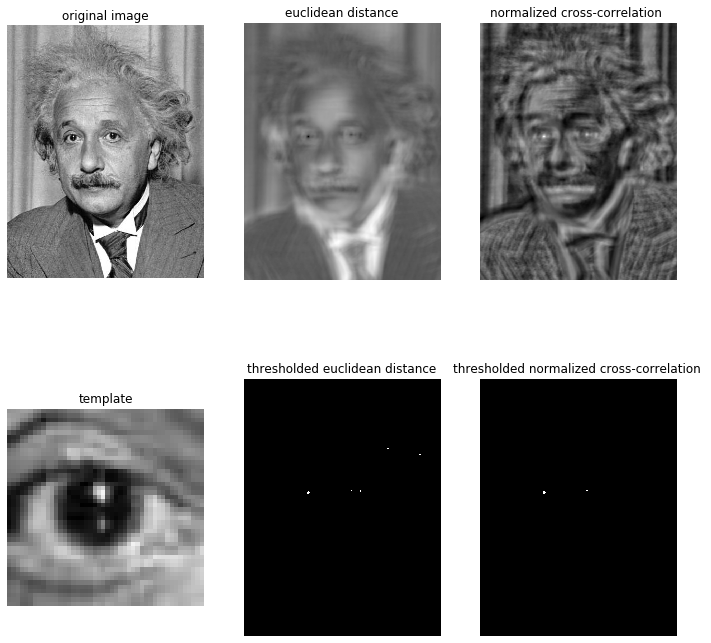 original image
euclidean distance
normalized cross-correlation
template
thresholded euclidean distance
thresholded normalized cross-correlation